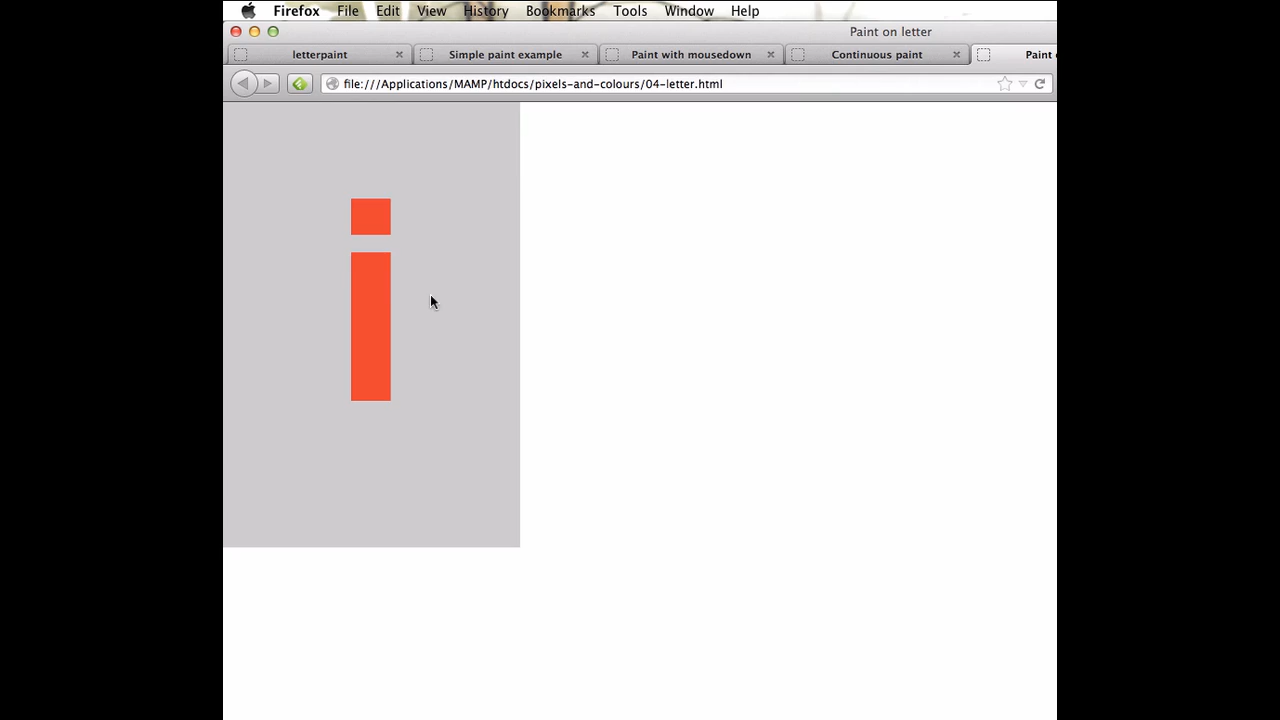 Firefox File Edit View History Bookmarks Tools Window Help
Paint on letter
letterpaint Simple paint example Paint with mousedown Continuous paint Paint
file:///Applications/MAMP/htdocs/pixels-and-colours/04-letter.html
i